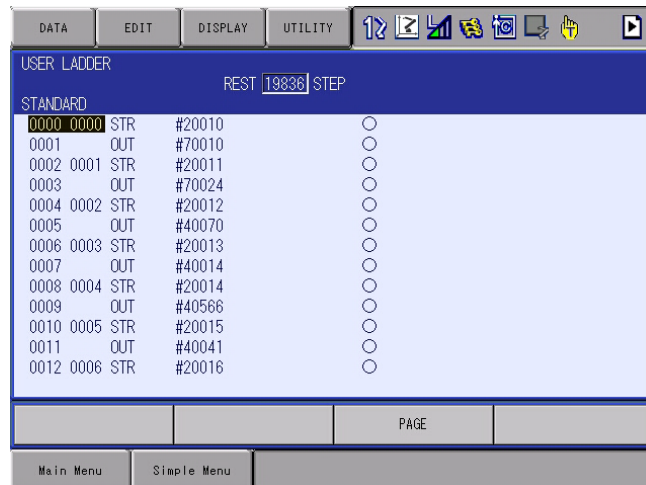 DATA EDIT DISPLAY UTILITY
USER LADDER
REST 19836 STEP
STANDARD
0000 0000 STR #20010 ○
0001 OUT #70010 ○
0002 0001 STR #20011 ○
0003 OUT #70024 ○
0004 0002 STR #20012 ○
0005 OUT #40070 ○
0006 0003 STR #20013 ○
0007 OUT #40014 ○
0008 0004 STR #20014 ○
0009 OUT #40566 ○
0010 0005 STR #20015 ○
0011 OUT #40041 ○
0012 0006 STR #20016 ○
PAGE
Main Menu Simple Menu